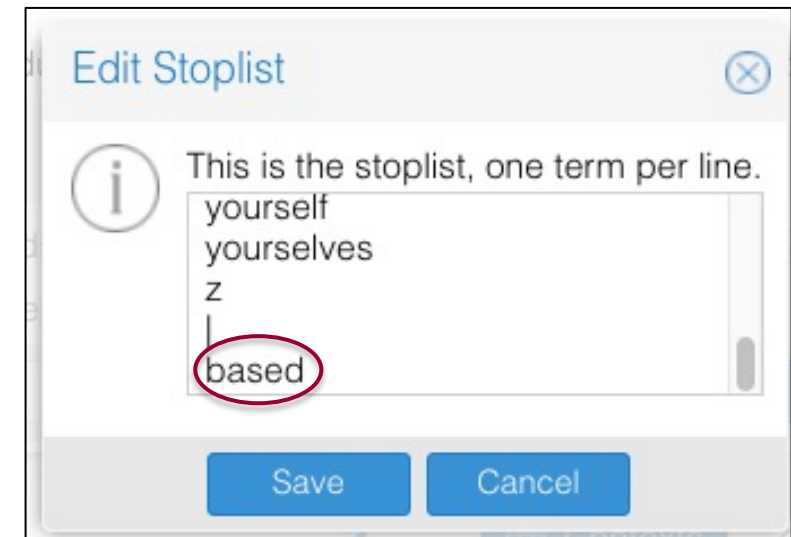 Edit Stoplist
This is the stoplist, one term per line.
yourself
yourselves
z
|
based
Save Cancel